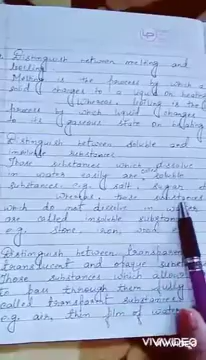 Distinguish between melting and
boiling
Melting is the process by which a
solid changes to a liquid on heating
Whereas, boiling is the
process by which liquid changes
to its gaseous state on heating
Distinguish between soluble and
insoluble substances
Those substances which dissolve
in water easily are called soluble
substances e.g. salt, sugar
whereas those substances
which do not dissolve in water
are called insoluble substances
e.g. stone, iron, wood
Distinguish between transparent
translucent and opaque
Those substances which allow
to pass through them fully
called transparent substances
e.g. air, thin film of water
Made With
VIVAVIDEO